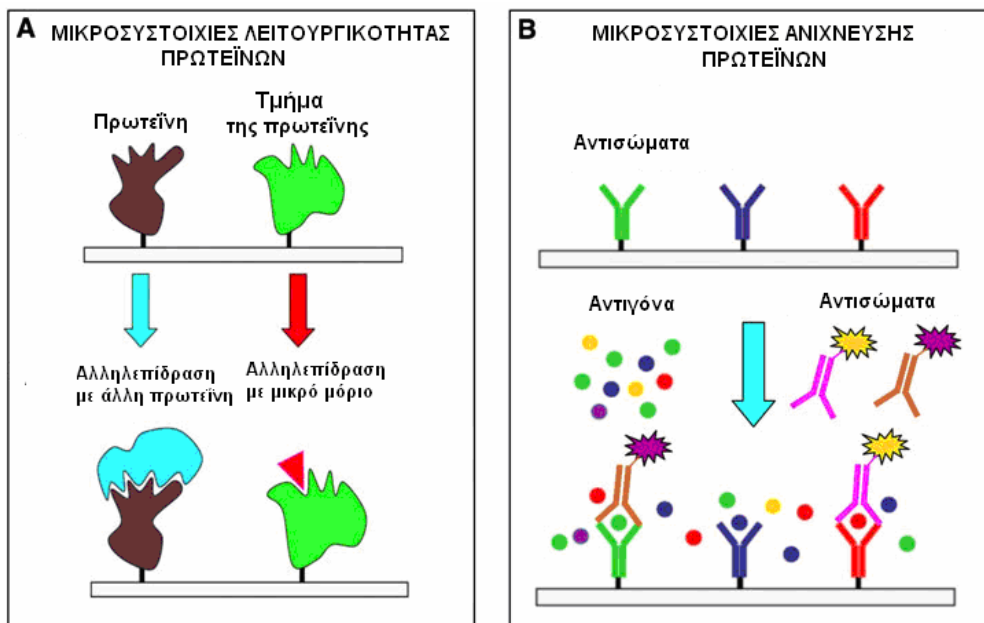 A
ΜΙΚΡΟΣΥΣΤΟΙΧΙΕΣ ΛΕΙΤΟΥΡΓΙΚΟΤΗΤΑΣ
ΠΡΩΤΕΪΝΩΝ
Πρωτεΐνη
Τμήμα
της πρωτεΐνης
Αλληλεπίδραση
με άλλη πρωτεΐνη
Αλληλεπίδραση
με μικρό μόριο
B
ΜΙΚΡΟΣΥΣΤΟΙΧΙΕΣ ΑΝΙΧΝΕΥΣΗΣ
ΠΡΩΤΕΪΝΩΝ
Αντισώματα
Αντιγόνα
Αντισώματα